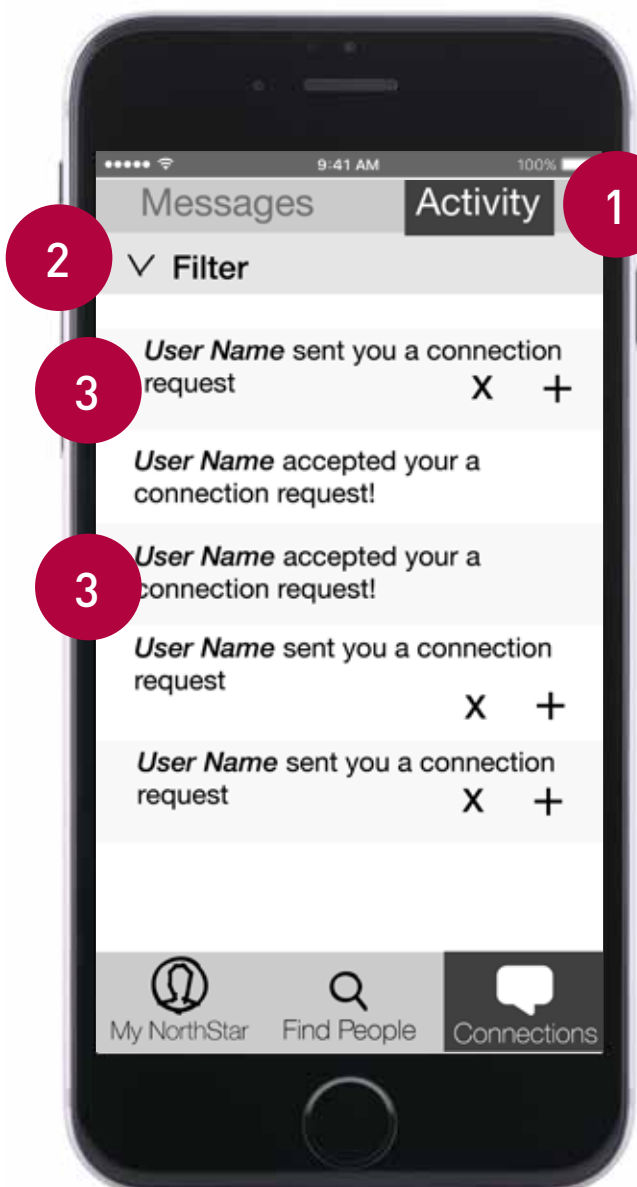 9:41 AM 100%
Messages Activity 1
2 Filter
User Name sent you a connection
3 request X +
User Name accepted your a
connection request!
User Name accepted your a
3 connection request!
User Name sent you a connection
request
X +
User Name sent you a connection
request X +
My NorthStar Find People Connections